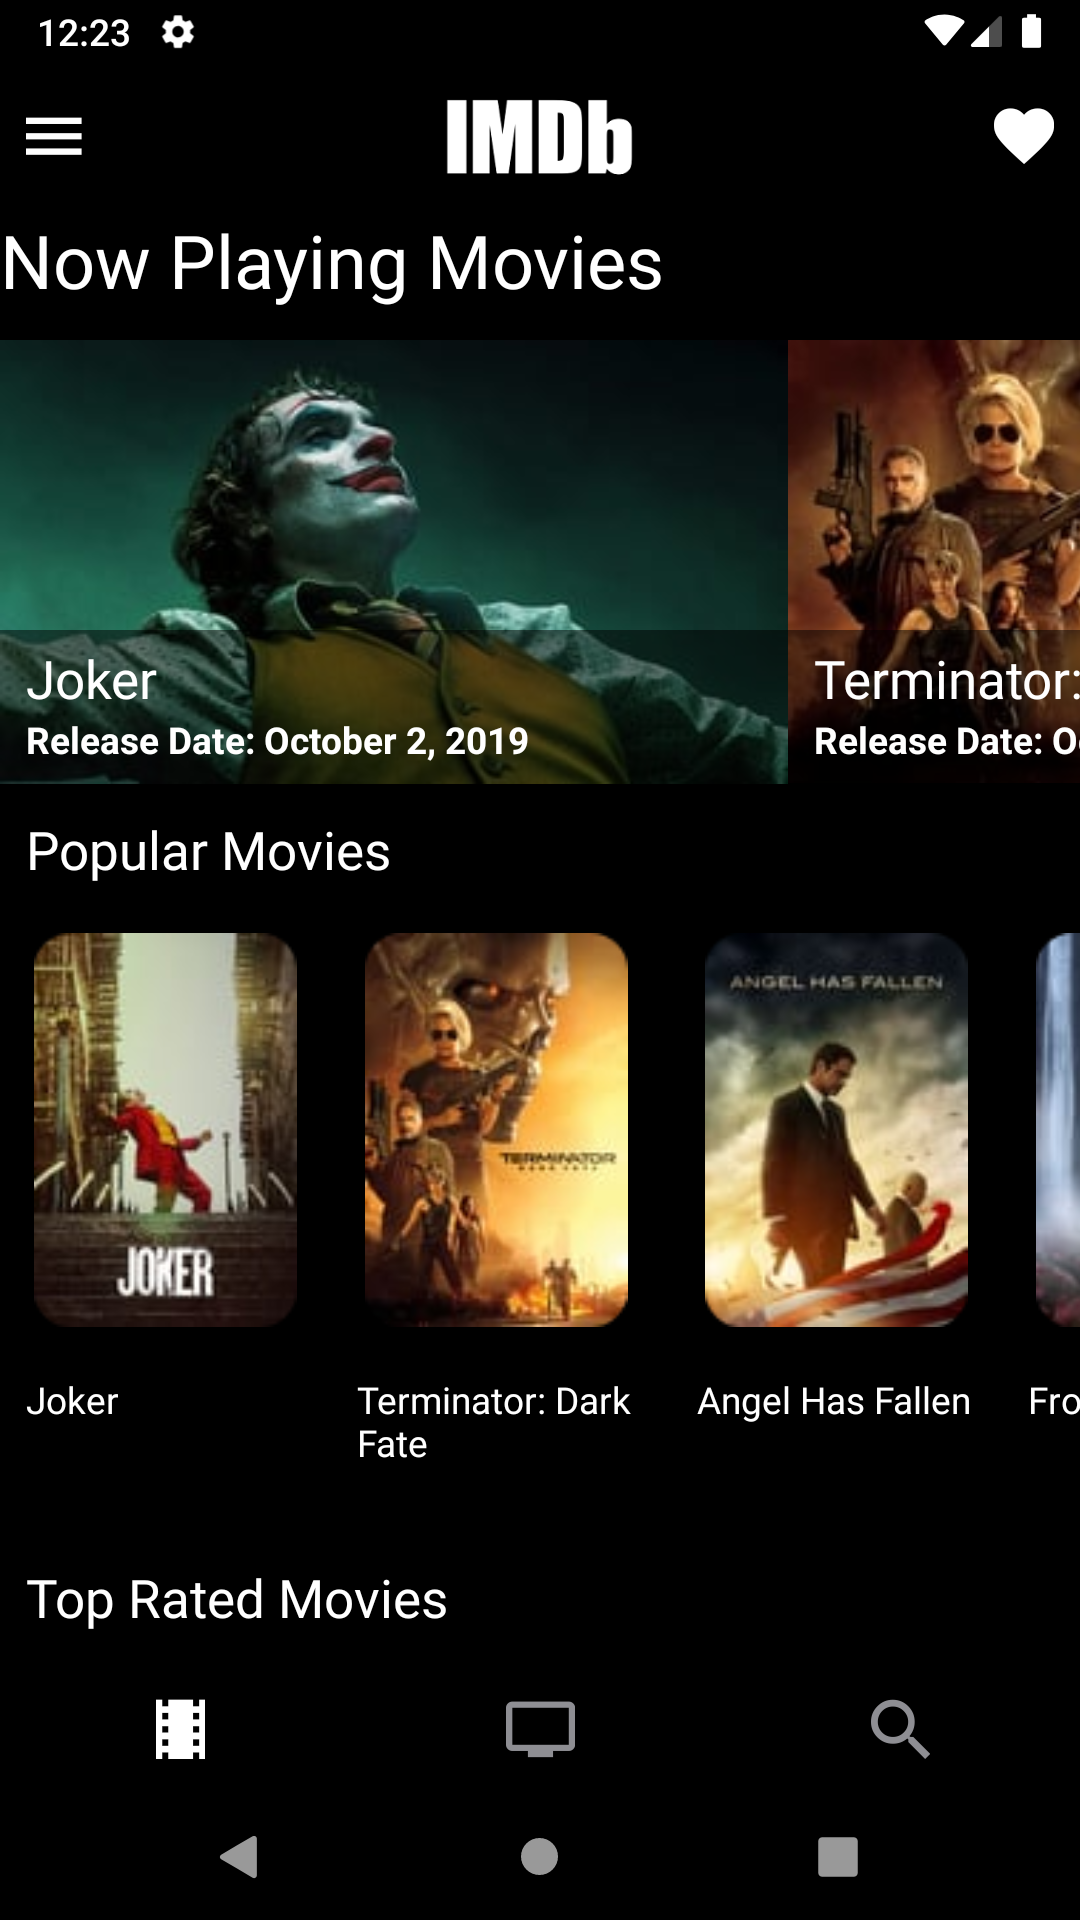 12:23
IMDb
Now Playing Movies
Joker
Release Date: October 2, 2019
Terminator:
Release Date: O
Popular Movies
JOKER
TERMINATOR
ANGEL HAS FALLEN
Joker
Terminator: Dark
Fate
Angel Has Fallen
Fro
Top Rated Movies